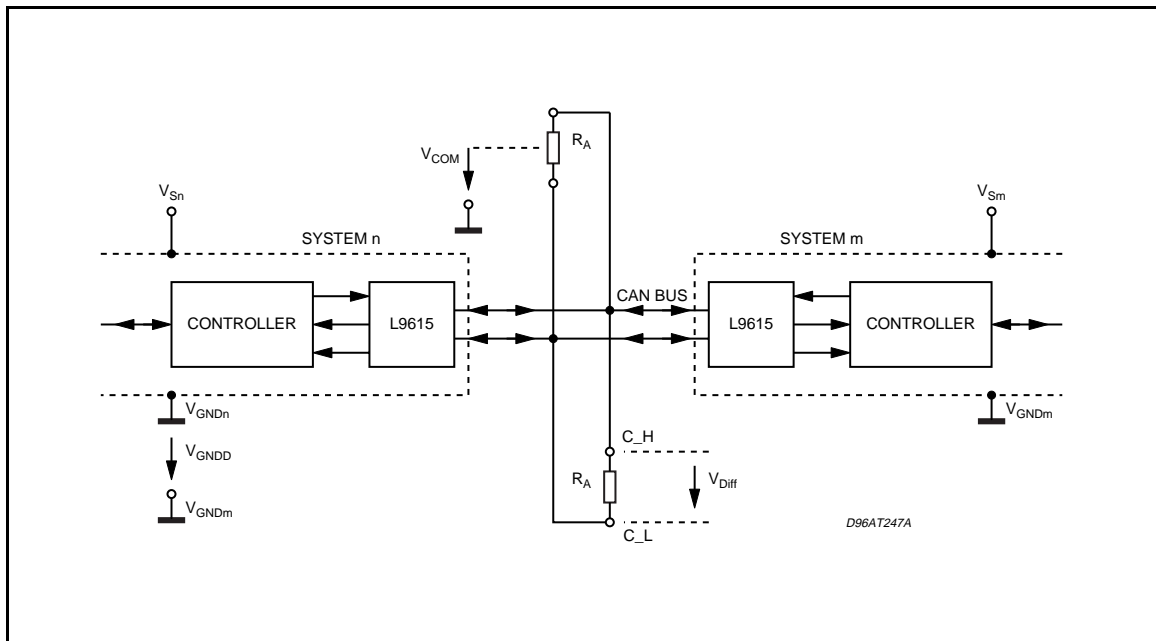 R_A
V_COM
V_Sn
V_Sm
SYSTEM n
SYSTEM m
CAN BUS
CONTROLLER
L9615
L9615
CONTROLLER
V_GNDn
V_GNDm
C_H
V_GNDD
R_A
V_Diff
V_GNDm
C_L
D96AT247A